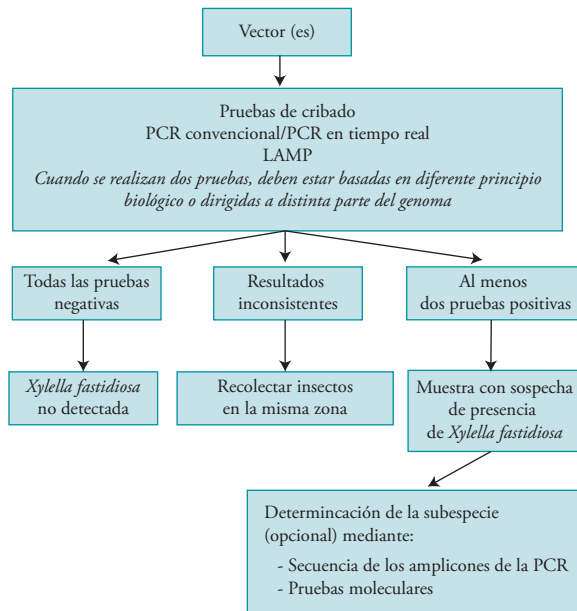 Vector (es)
Pruebas de cribado
PCR convencional/PCR en tiempo real
LAMP
Cuando se realizan dos pruebas, deben estar basadas en diferente principio
biológico o dirigidas a distinta parte del genoma
Todas las pruebas
negativas
Resultados
inconsistentes
Al menos
dos pruebas positivas
Xylella fastidiosa
no detectada
Recolectar insectos
en la misma zona
Muestra con sospecha
de presencia
de Xylella fastidiosa
Determincación de la subespecie
(opcional) mediante:
- Secuencia de los amplicones de la PCR
- Pruebas moleculares